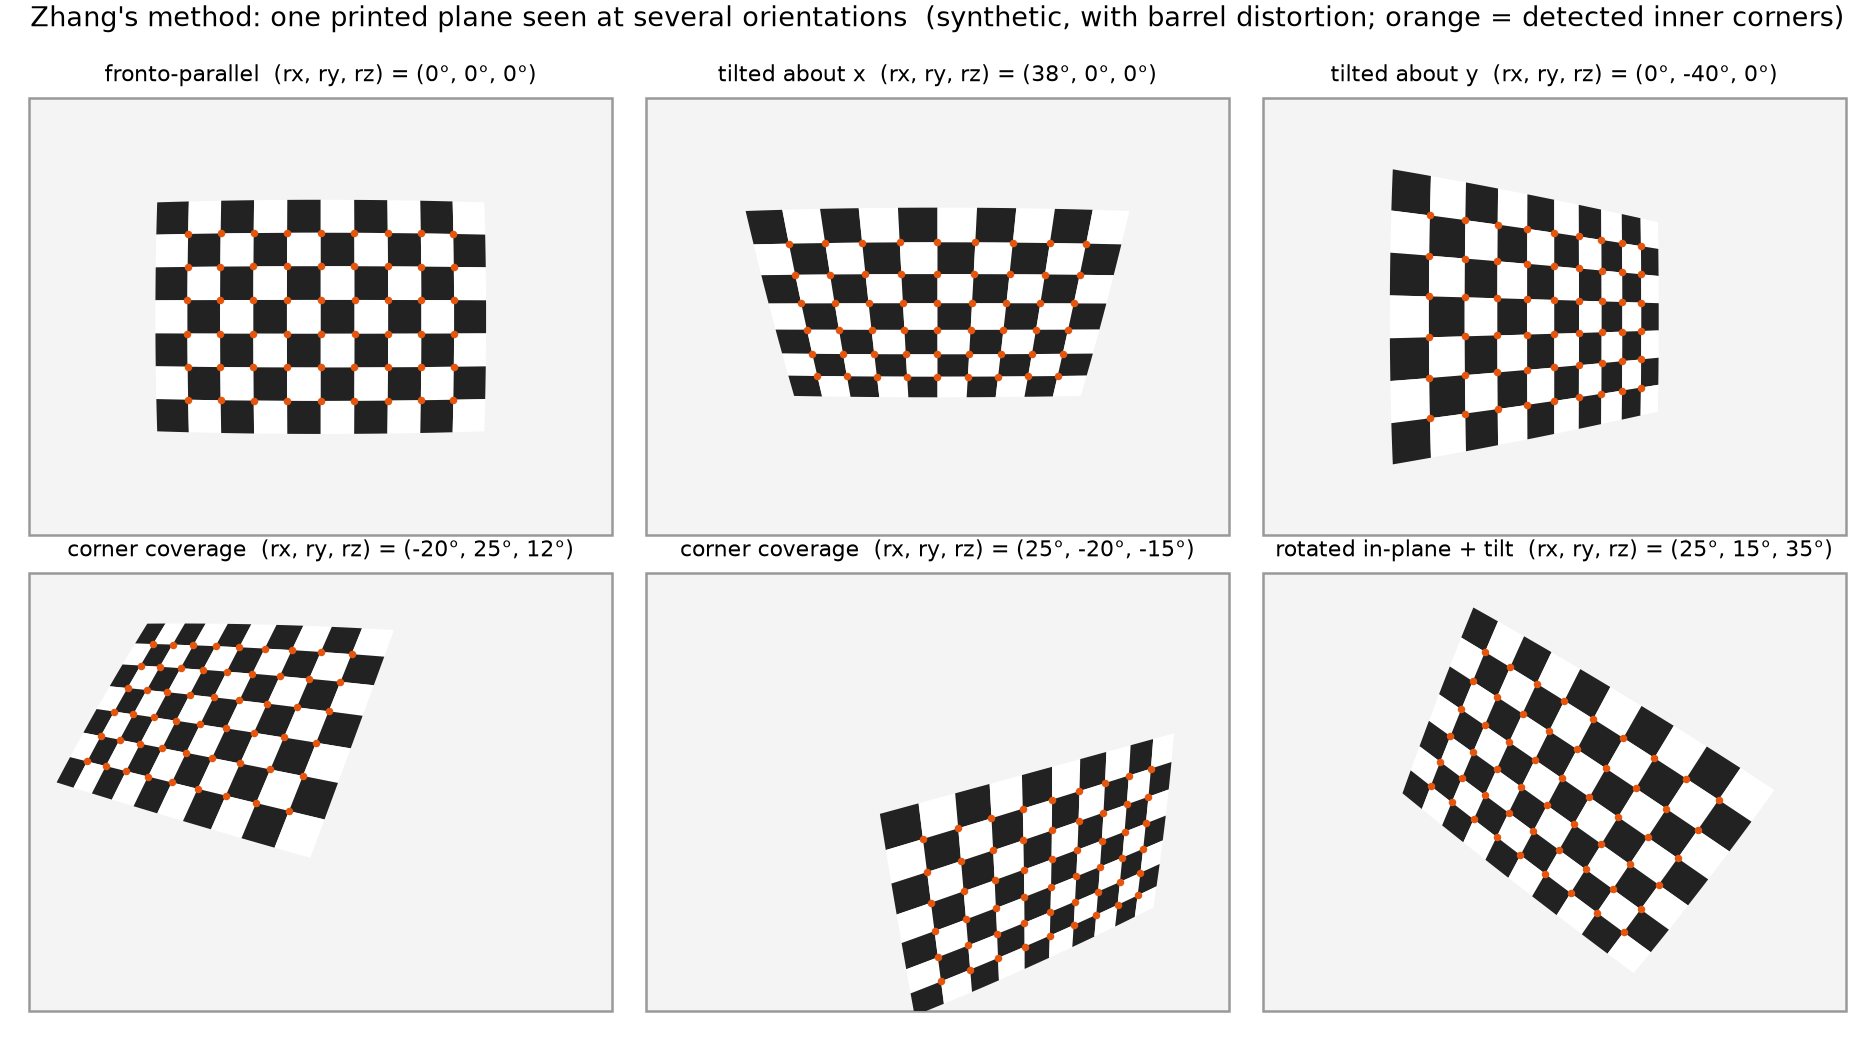 Zhang's method: one printed plane seen at several orientations  (synthetic, with barrel distortion; orange = detected inner corners)
fronto-parallel  (rx, ry, rz) = (0°, 0°, 0°)
tilted about x  (rx, ry, rz) = (38°, 0°, 0°)
tilted about y  (rx, ry, rz) = (0°, -40°, 0°)
corner coverage  (rx, ry, rz) = (-20°, 25°, 12°)
corner coverage  (rx, ry, rz) = (25°, -20°, -15°)
rotated in-plane + tilt  (rx, ry, rz) = (25°, 15°, 35°)